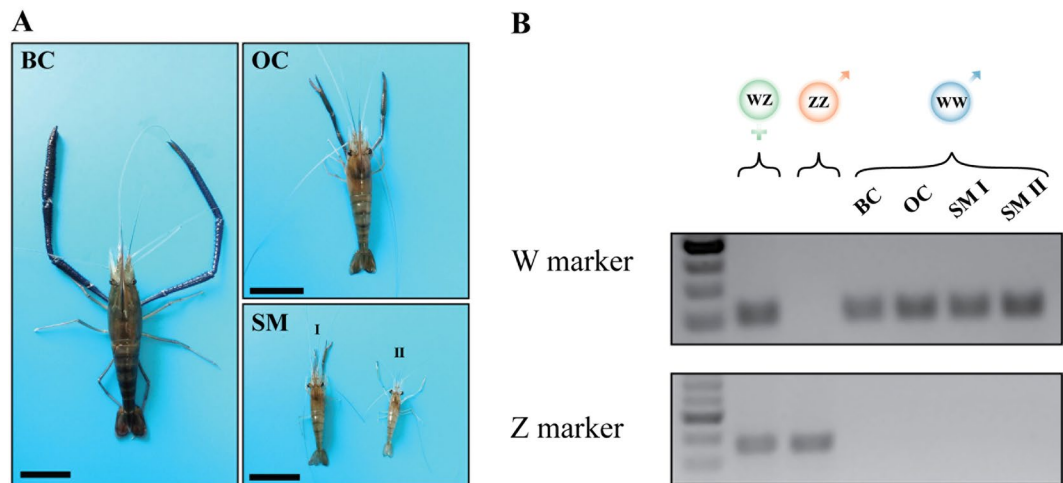 A
BC
OC
SM
I
II
B
WZ
ZZ
WW
BC
OC
SM I
SM II
W marker
Z marker